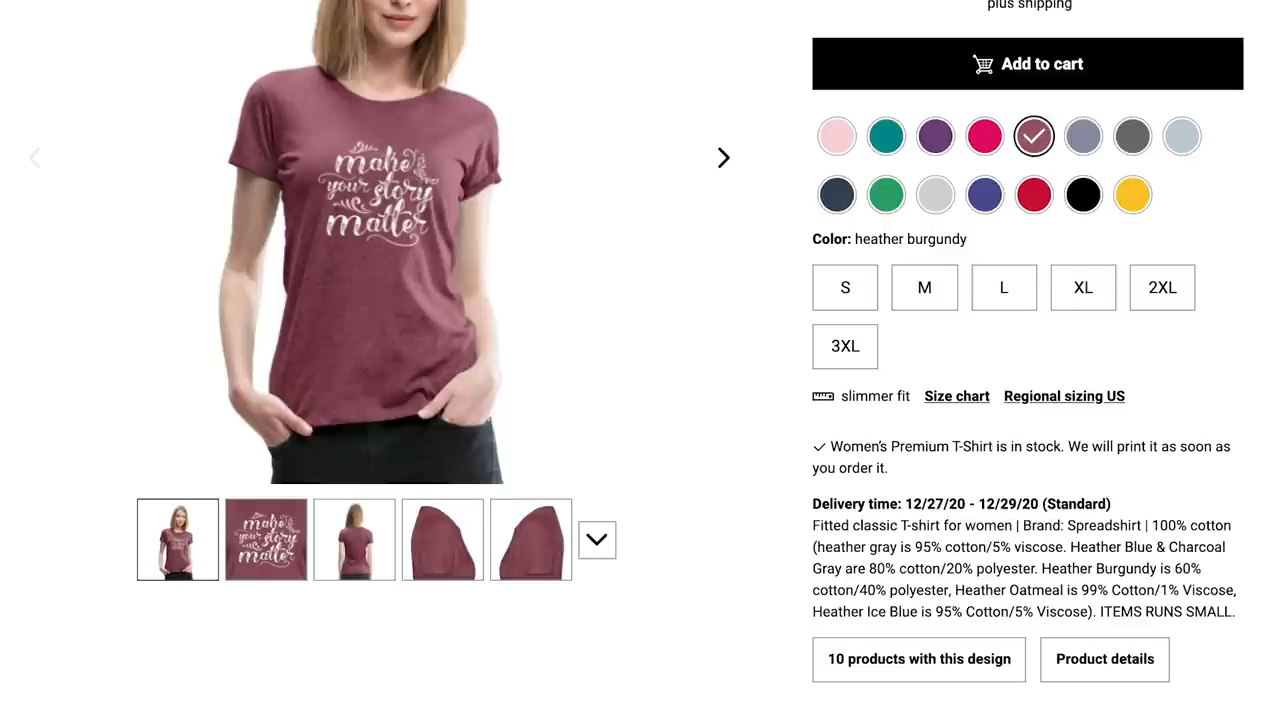 plus shipping
Add to cart
make
your story
matter
Color: heather burgundy
S
M
L
XL
2XL
3XL
slimmer fit Size chart Regional sizing US
Women's Premium T-Shirt is in stock. We will print it as soon as
you order it.
Delivery time: 12/27/20 - 12/29/20 (Standard)
Fitted classic T-shirt for women | Brand: Spreadshirt | 100% cotton
(heather gray is 95% cotton/5% viscose. Heather Blue & Charcoal
Gray are 80% cotton/20% polyester. Heather Burgundy is 60%
cotton/40% polyester, Heather Oatmeal is 99% Cotton/1% Viscose,
Heather Ice Blue is 95% Cotton/5% Viscose). ITEMS RUNS SMALL.
make
your story
matter
10 products with this design
Product details